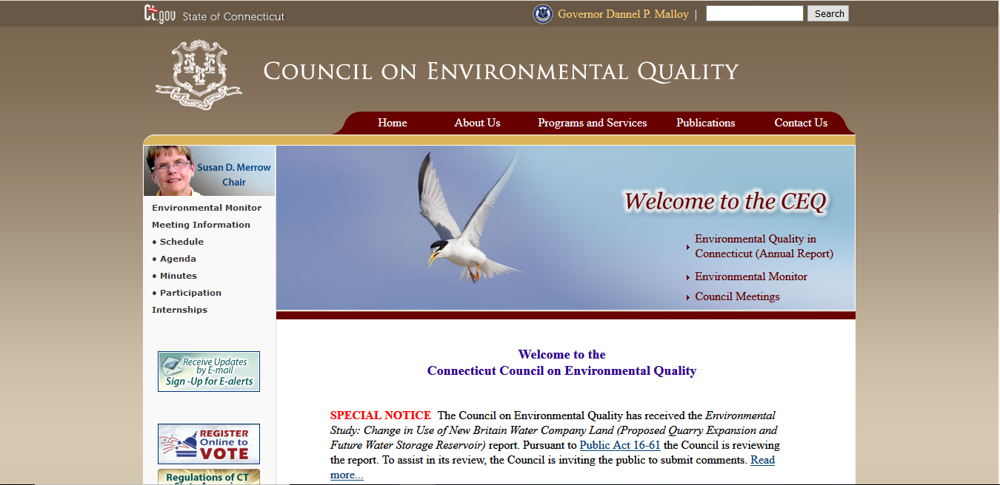 Ct.gov State of Connecticut
Governor Dannel P. Malloy |
Search
COUNCIL ON ENVIRONMENTAL QUALITY
Home About Us Programs and Services Publications Contact Us
Susan D. Merrow
Chair
Environmental Monitor
Meeting Information
• Schedule
• Agenda
• Minutes
• Participation
Internships
Receive Updates
by E-mail
Sign -Up for E-alerts
REGISTER
Online to
VOTE
Regulations of CT
Welcome to the CEQ
Environmental Quality in
Connecticut (Annual Report)
Environmental Monitor
Council Meetings
Welcome to the
Connecticut Council on Environmental Quality
SPECIAL NOTICE The Council on Environmental Quality has received the Environmental
Study: Change in Use of New Britain Water Company Land (Proposed Quarry Expansion and
Future Water Storage Reservoir) report. Pursuant to Public Act 16-61 the Council is reviewing
the report. To assist in its review, the Council is inviting the public to submit comments. Read
more...